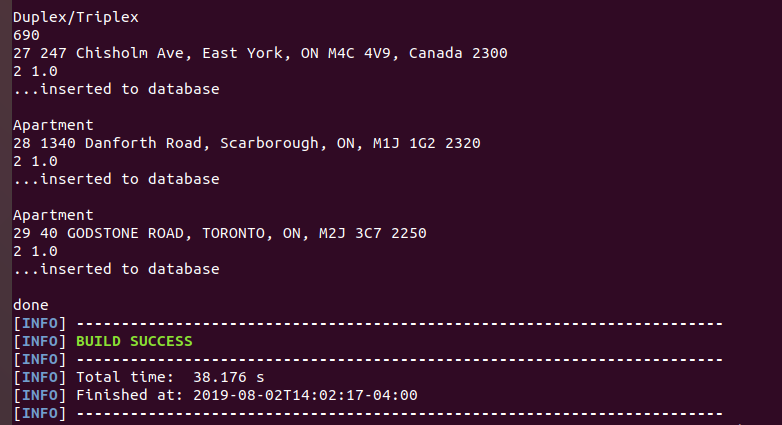 Duplex/Triplex
690
27 247 Chisholm Ave, East York, ON M4C 4V9, Canada 2300
2 1.0
...inserted to database
Apartment
28 1340 Danforth Road, Scarborough, ON, M1J 1G2 2320
2 1.0
...inserted to database
Apartment
29 40 GODSTONE ROAD, TORONTO, ON, M2J 3C7 2250
2 1.0
...inserted to database
done
[INFO] ------------------------------------------------------------------------
[INFO] BUILD SUCCESS
[INFO] ------------------------------------------------------------------------
[INFO] Total time:  38.176 s
[INFO] Finished at: 2019-08-02T14:02:17-04:00
[INFO] ------------------------------------------------------------------------